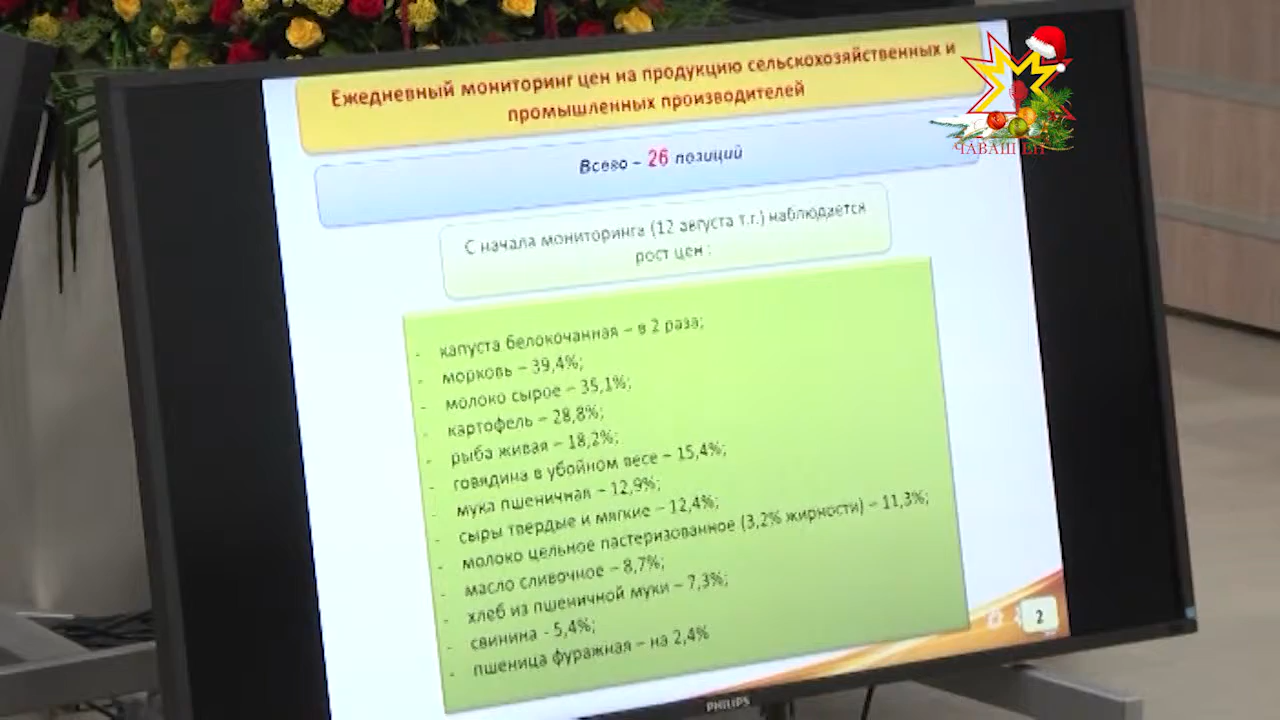 Ежедневный мониторинг цен на продукцию сельскохозяйственных и
промышленных производителей
Всего – 26 позиций
С начала мониторинга (12 августа т.г.) наблюдается
рост цен :
- капуста белокочанная – в 2 раза;
- морковь – 39,4%;
- молоко сырое – 35,1%;
- картофель – 28,8%;
- рыба живая – 18,2%;
- говядина в убойном весе – 15,4%;
- мука пшеничная – 12,9%;
- сыры твердые и мягкие – 12,4%;
- молоко цельное пастеризованное (3,2% жирности) – 11,3%;
- масло сливочное – 8,7%;
- хлеб из пшеничной муки – 7,3%;
- свинина - 5,4%;
- пшеница фуражная – на 2,4%
2
PHILIPS
ЧӐВАШ ЕН